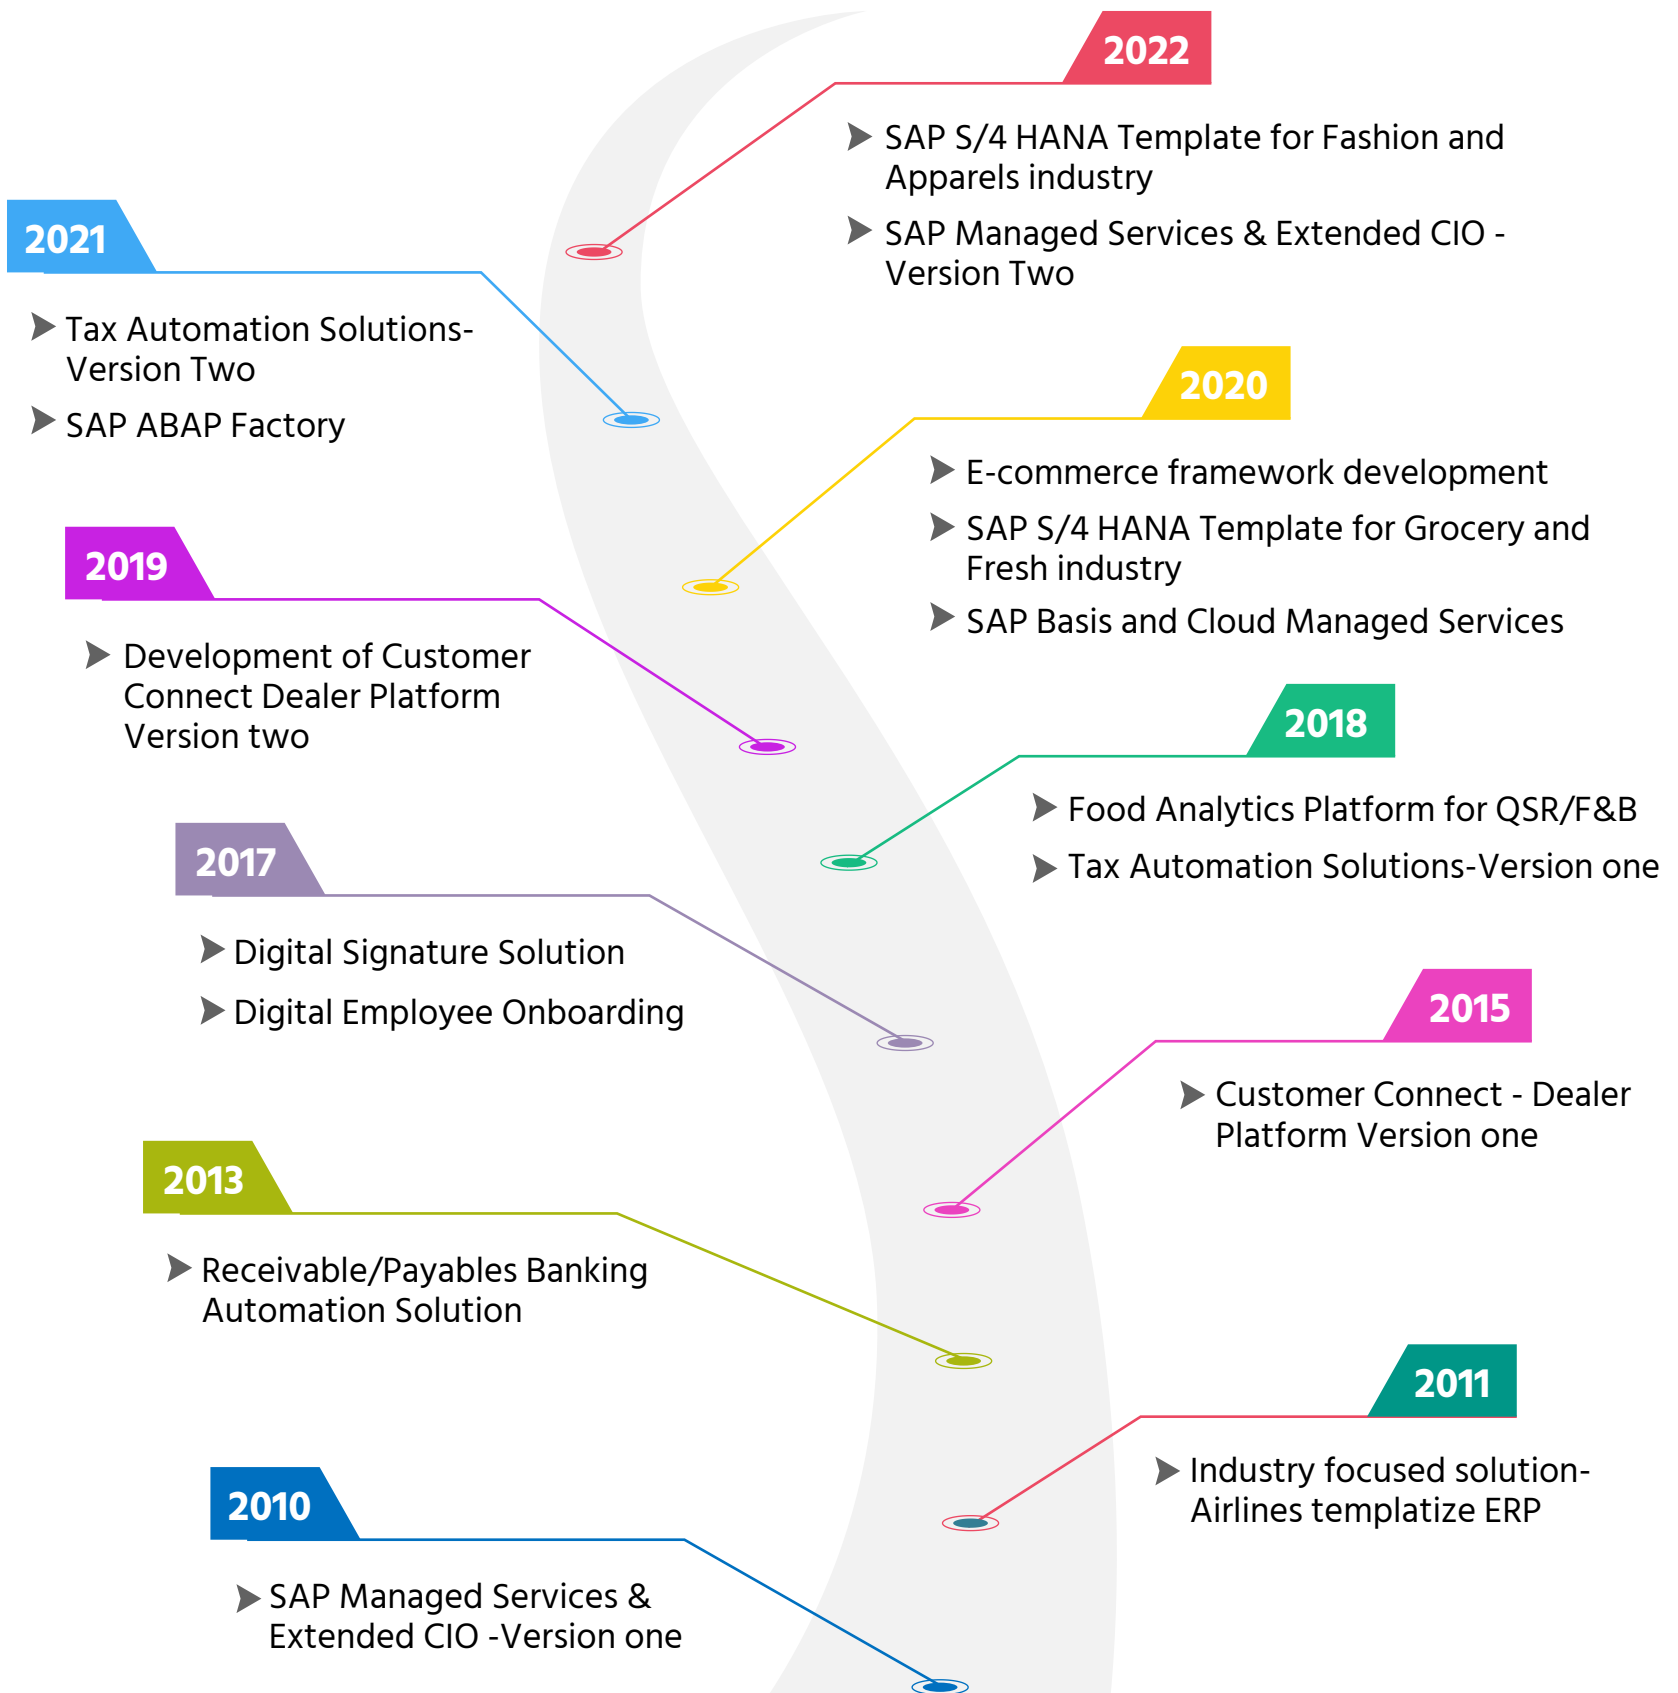 2022
SAP S/4 HANA Template for Fashion and
Apparels industry
SAP Managed Services & Extended CIO -
Version Two
2021
Tax Automation Solutions-
Version Two
SAP ABAP Factory
2020
E-commerce framework development
SAP S/4 HANA Template for Grocery and
Fresh industry
SAP Basis and Cloud Managed Services
2019
Development of Customer
Connect Dealer Platform
Version two
2018
Food Analytics Platform for QSR/F&B
Tax Automation Solutions-Version one
2017
Digital Signature Solution
Digital Employee Onboarding
2015
Customer Connect - Dealer
Platform Version one
2013
Receivable/Payables Banking
Automation Solution
2011
Industry focused solution-
Airlines templatize ERP
2010
SAP Managed Services &
Extended CIO -Version one